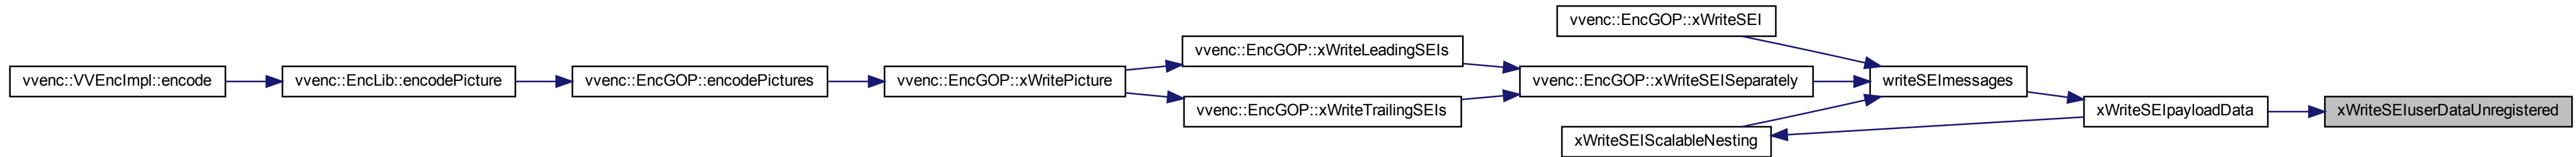 vvenc::EncGOP::xWriteSEI
vvenc::EncGOP::xWriteLeadingSEIs
vvenc::VVEncImpl::encode
vvenc::EncLib::encodePicture
vvenc::EncGOP::encodePictures
vvenc::EncGOP::xWritePicture
vvenc::EncGOP::xWriteSEISeparately
writeSEImessages
vvenc::EncGOP::xWriteTrailingSEIs
xWriteSEIpayloadData
xWriteSEIuserDataUnregistered
xWriteSEIScalableNesting